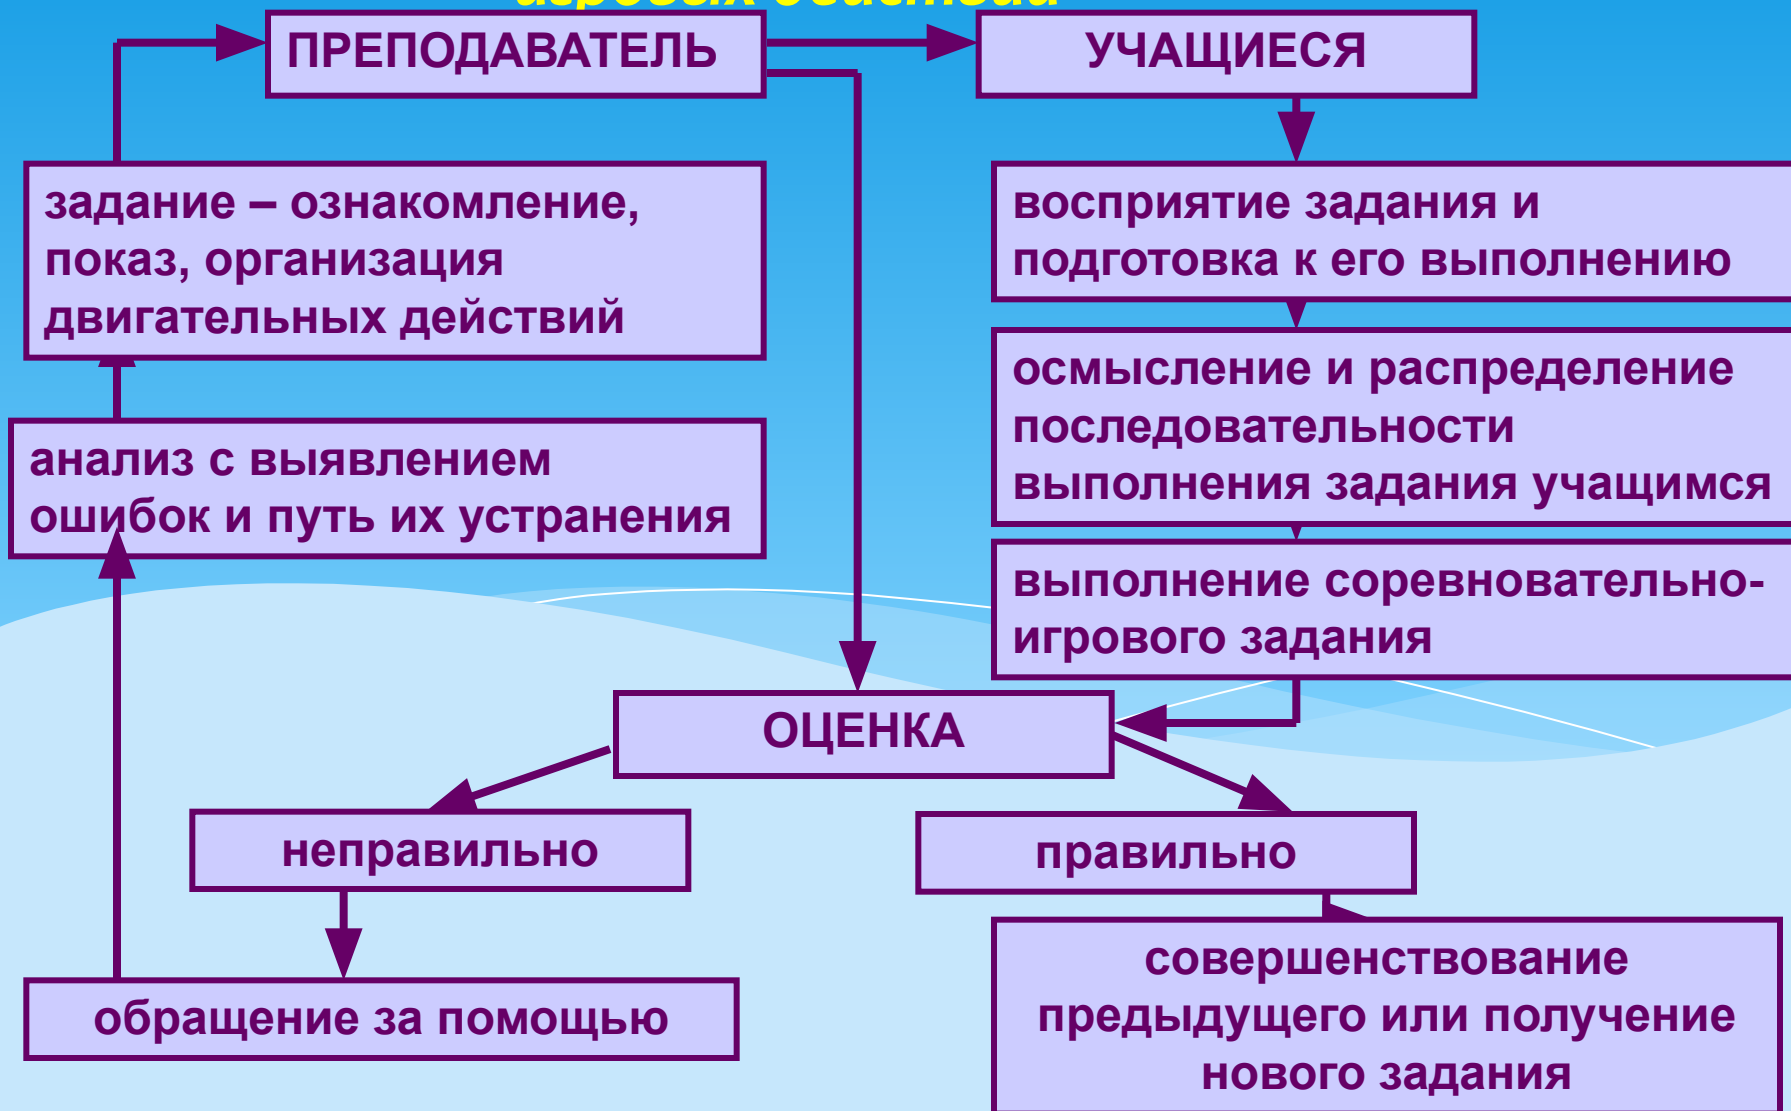 игровых действий
ПРЕПОДАВАТЕЛЬ
УЧАЩИЕСЯ
задание – ознакомление,
показ, организация
двигательных действий
восприятие задания и
подготовка к его выполнению
осмысление и распределение
последовательности
выполнения задания учащимся
анализ с выявлением
ошибок и путь их устранения
выполнение соревновательно-
игрового задания
ОЦЕНКА
неправильно
правильно
обращение за помощью
совершенствование
предыдущего или получение
нового задания